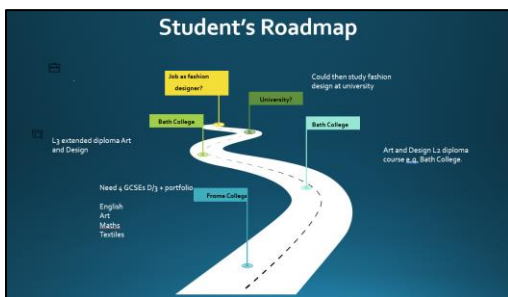 Student's Roadmap
Job as fashion
designer?
Could then study fashion
design at university
University?
Bath College
Bath College
L3 extended diploma Art
and Design
Art and Design L2 diploma
course e.g. Bath College.
Need 4 GCSEs D/3 + portfolio
Frome College
English
Art
Maths
Textiles